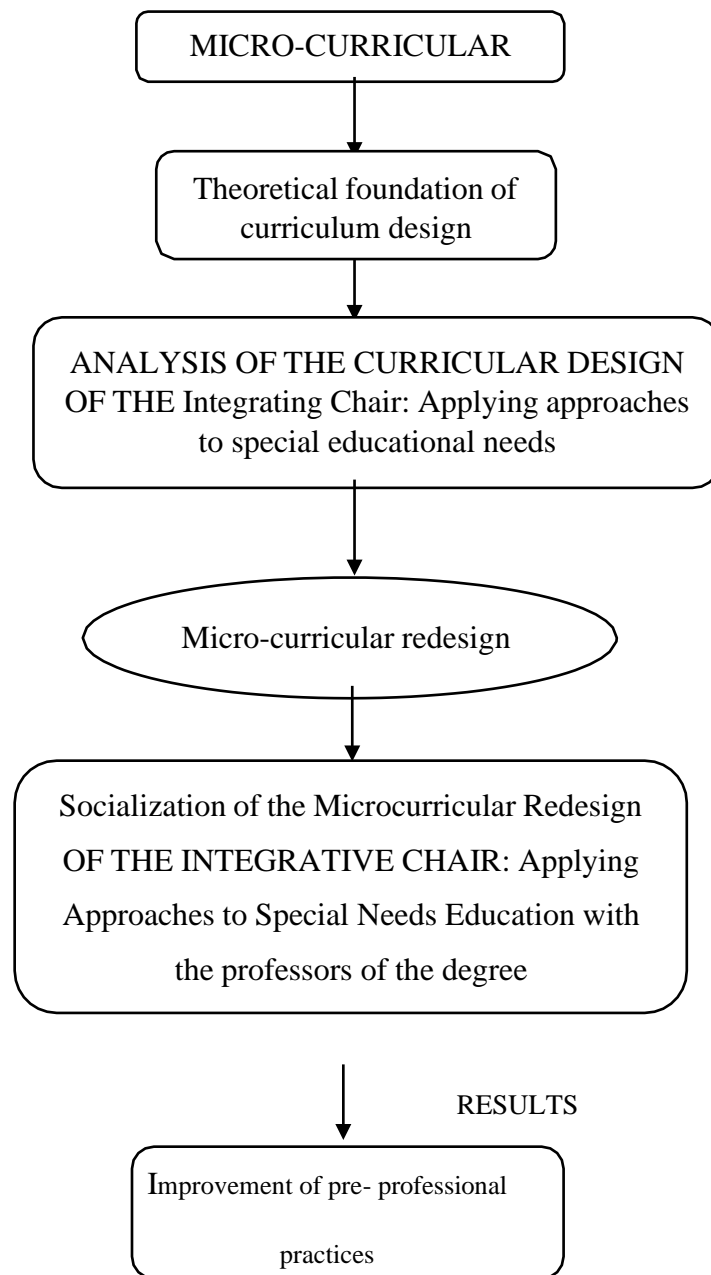 MICRO-CURRICULAR
Theoretical foundation of
curriculum design
ANALYSIS OF THE CURRICULAR DESIGN
OF THE Integrating Chair: Applying approaches
to special educational needs
Micro-curricular redesign
Socialization of the Microcurricular Redesign
OF THE INTEGRATIVE CHAIR: Applying
Approaches to Special Needs Education with
the professors of the degree
RESULTS
Improvement of pre- professional
practices